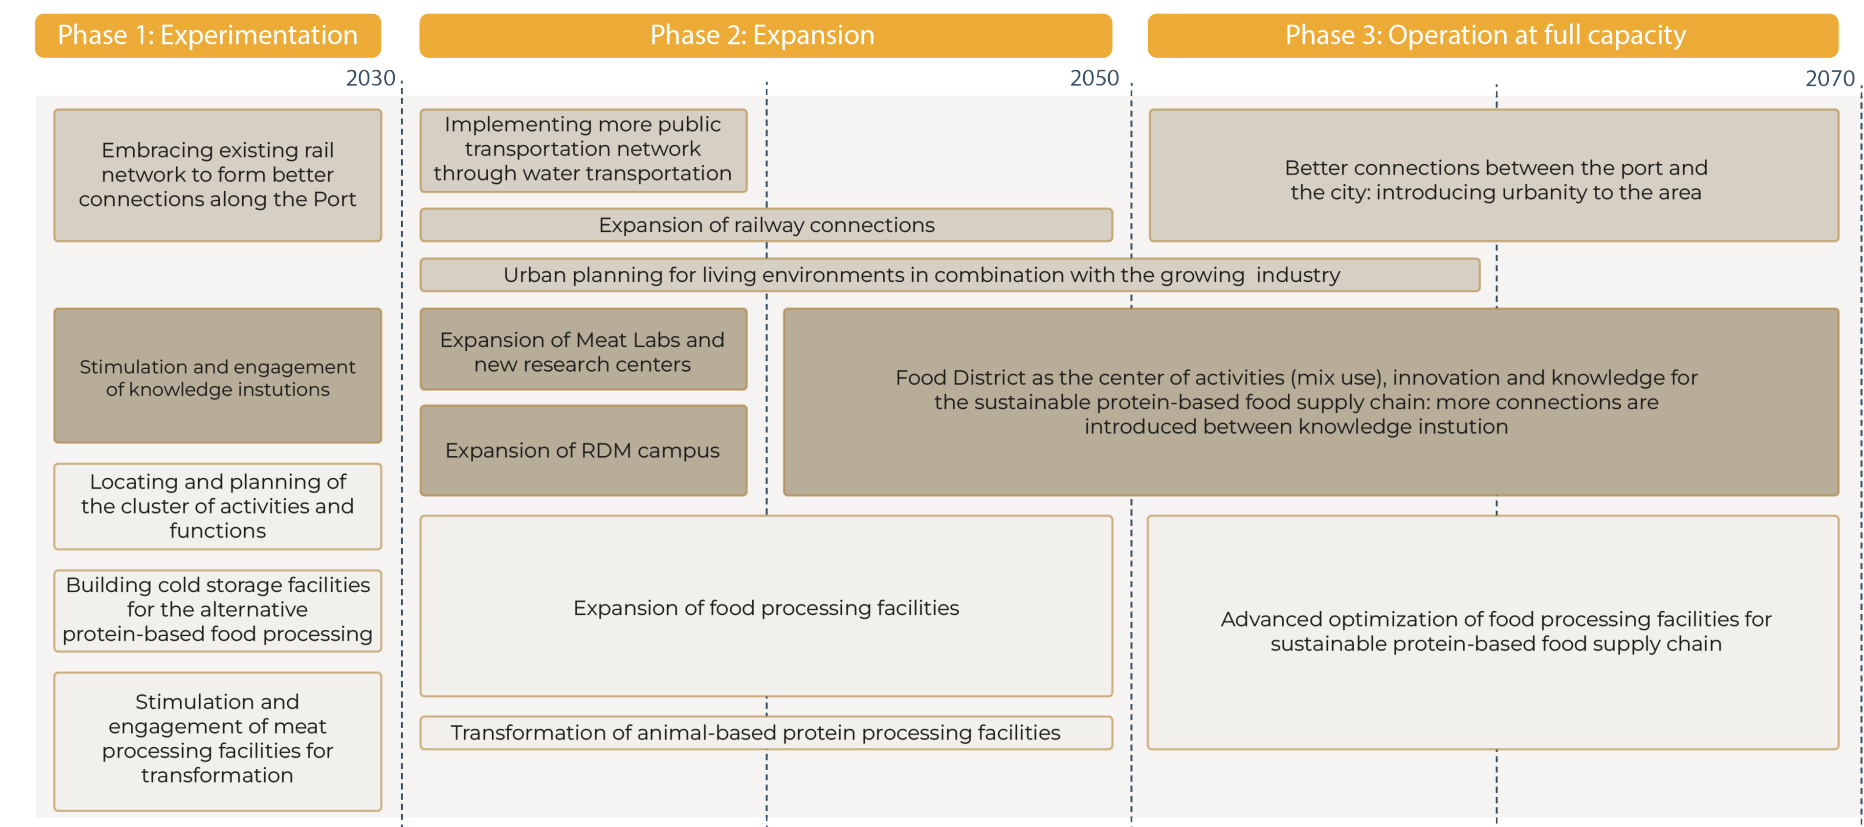 Phase 1: Experimentation
Phase 2: Expansion
Phase 3: Operation at full capacity
2030
2050
2070
Embracing existing rail
network to form better
connections along the Port
Implementing more public
transportation network
through water transportation
Better connections between the port and
the city: introducing urbanity to the area
Expansion of railway connections
Urban planning for living environments in combination with the growing industry
Stimulation and engagement
of knowledge instutions
Expansion of Meat Labs and
new research centers
Expansion of RDM campus
Food District as the center of activities (mix use), innovation and knowledge for
the sustainable protein-based food supply chain: more connections are
introduced between knowledge instution
Locating and planning of
the cluster of activities and
functions
Building cold storage facilities
for the alternative
protein-based food processing
Stimulation and
engagement of meat
processing facilities for
transformation
Expansion of food processing facilities
Transformation of animal-based protein processing facilities
Advanced optimization of food processing facilities for
sustainable protein-based food supply chain